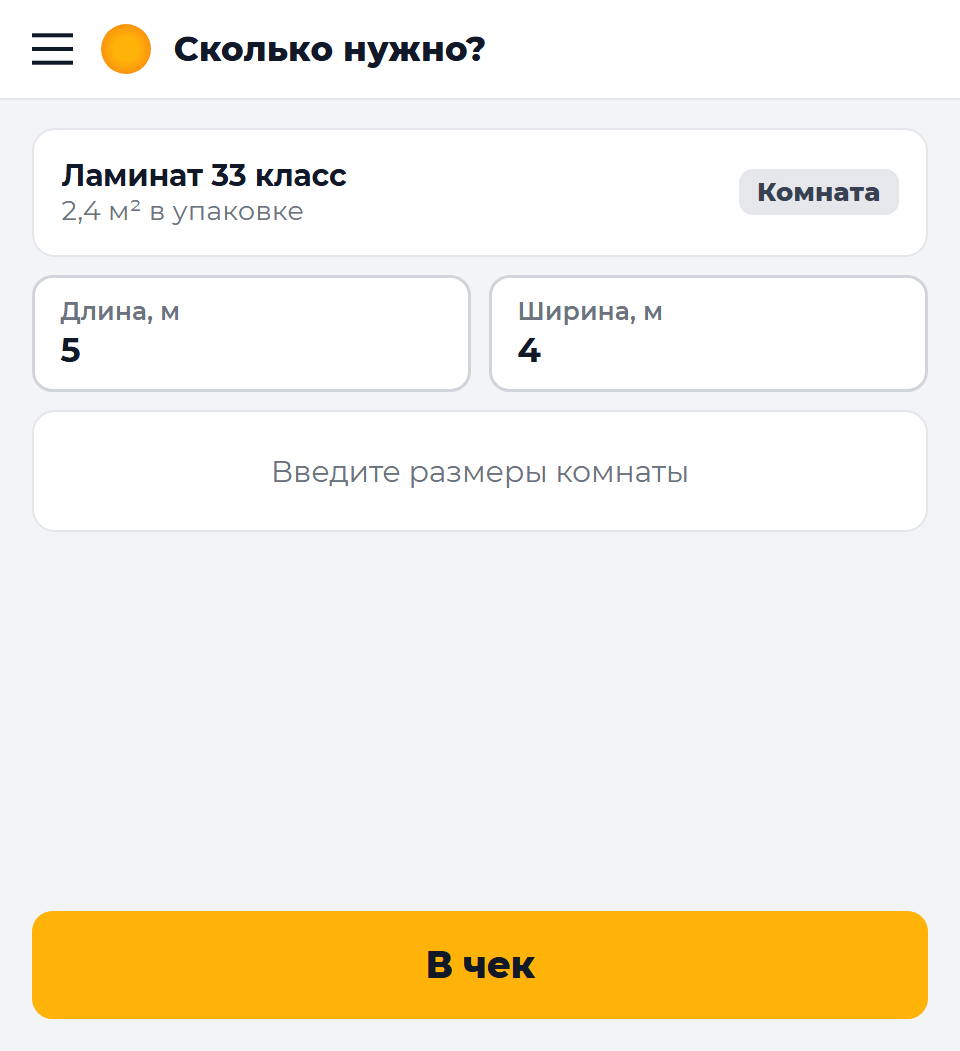 Сколько нужно?
Ламинат 33 класс
2,4 м² в упаковке
Комната
Длина, м
5
Ширина, м
4
Введите размеры комнаты
В чек